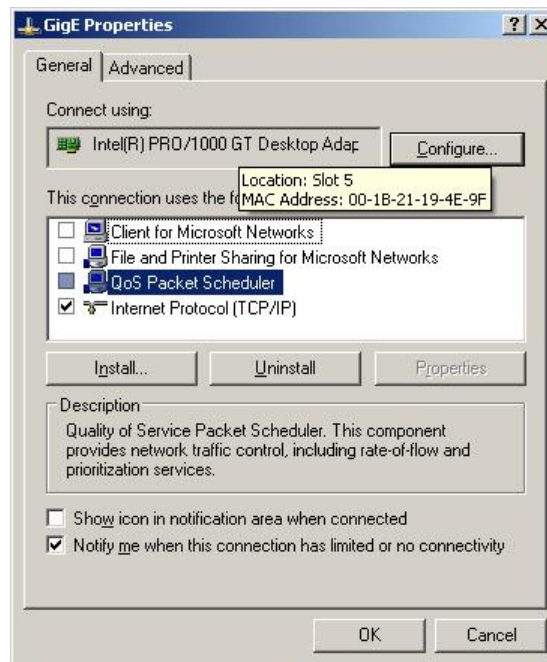 GigE Properties
General
Advanced
Connect using:
Intel(R) PRO/1000 GT Desktop Adap
Configure...
Location: Slot 5
MAC Address: 00-1B-21-19-4E-9F
This connection uses the fo
Client for Microsoft Networks
File and Printer Sharing for Microsoft Networks
QoS Packet Scheduler
Internet Protocol (TCP/IP)
Install...
Uninstall
Properties
Description
Quality of Service Packet Scheduler. This component
provides network traffic control, including rate-of-flow and
prioritization services.
Show icon in notification area when connected
Notify me when this connection has limited or no connectivity
OK
Cancel